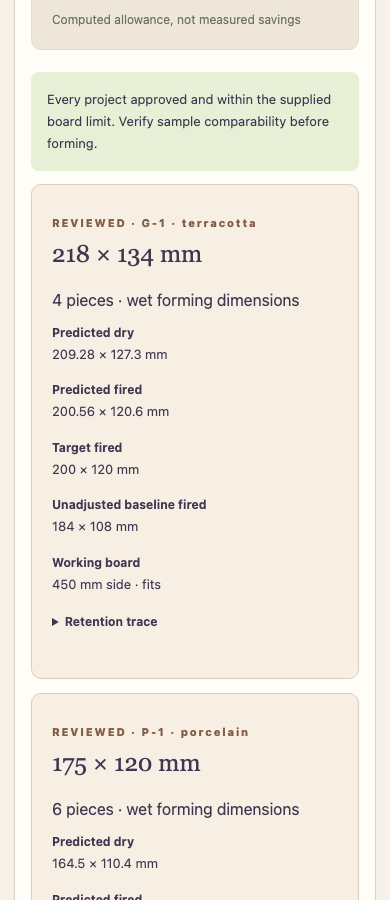 Computed allowance, not measured savings
Every project approved and within the supplied
board limit. Verify sample comparability before
forming.
REVIEWED · G-1 · terracotta
218 × 134 mm
4 pieces · wet forming dimensions
Predicted dry
209.28 × 127.3 mm
Predicted fired
200.56 × 120.6 mm
Target fired
200 × 120 mm
Unadjusted baseline fired
184 × 108 mm
Working board
450 mm side · fits
Retention trace
REVIEWED · P-1 · porcelain
175 × 120 mm
6 pieces · wet forming dimensions
Predicted dry
164.5 × 110.4 mm
Predicted fired